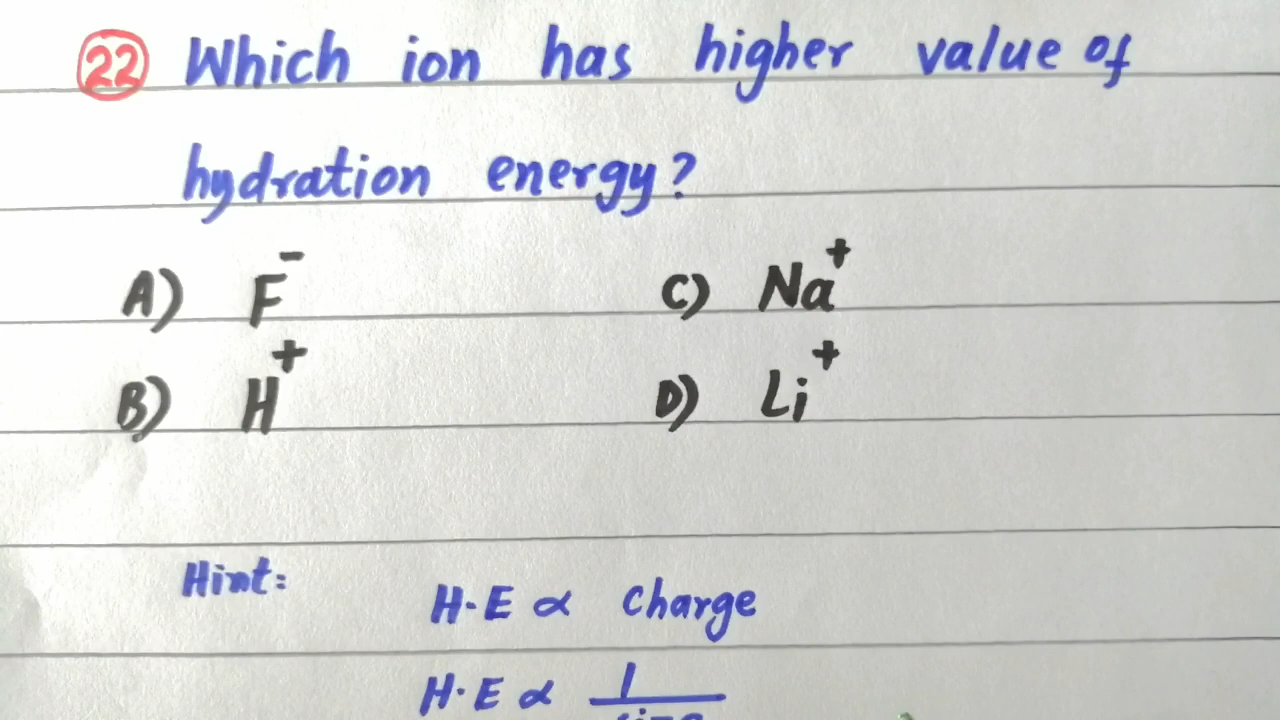 22 Which ion has higher value of
hydration energy?
A) F⁻ C) Na⁺
B) H⁺ D) Li⁺
Hint: H.E ∝ charge
H.E ∝ 1